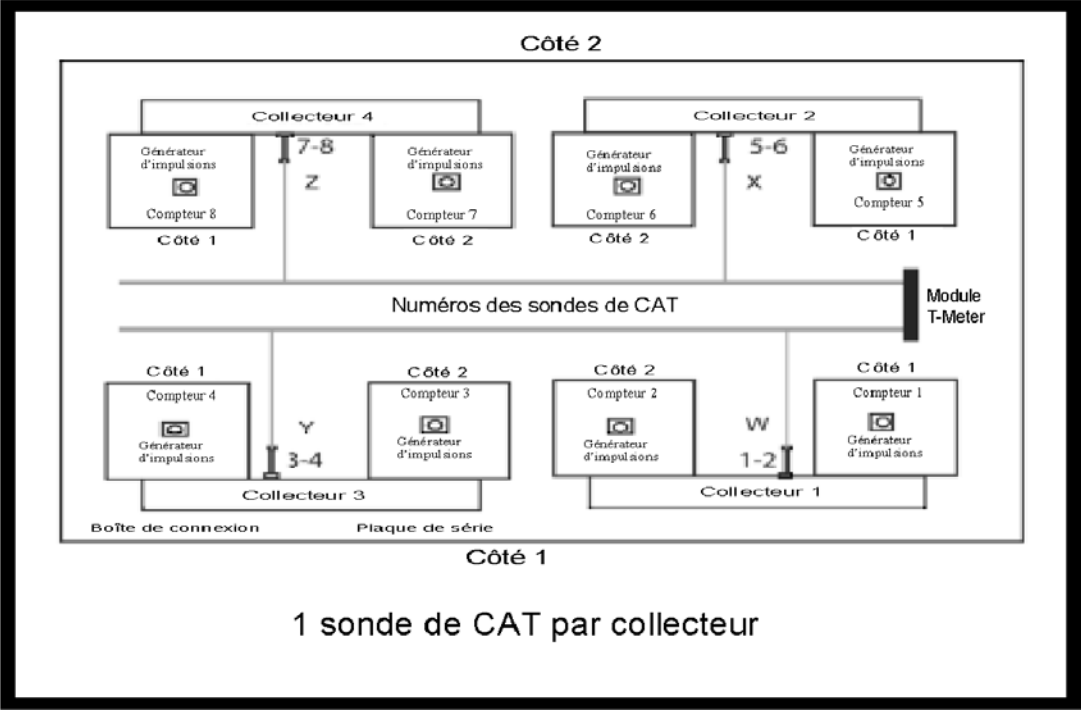 Côté 2
Collecteur 4
Collecteur 2
Générateur
d'impulsions
Compteur 8
7-8
Z
Générateur
d'impulsions
Compteur 7
Générateur
d'impulsions
Compteur 6
5-6
X
Générateur
d'impulsions
Compteur 5
Côté 1
Côté 2
Côté 2
Côté 1
Numéros des sondes de CAT
Module
T-Meter
Côté 1
Côté 2
Côté 2
Côté 1
Compteur 4
Générateur
d'impulsions
Y
3-4
Compteur 3
Générateur
d'impulsions
Compteur 2
Générateur
d'impulsions
W
1-2
Compteur 1
Générateur
d'impulsions
Collecteur 3
Collecteur 1
Boîte de connexion
Plaque de série
Côté 1
1 sonde de CAT par collecteur